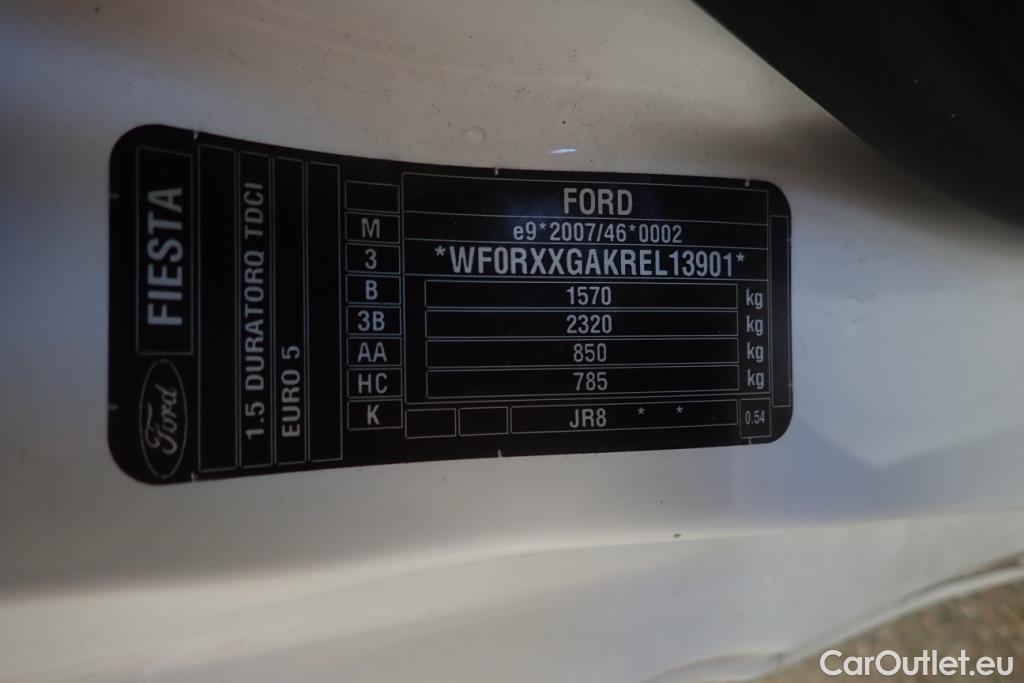 FIESTA
Ford
1.5 DURATORQ TDCI
EURO 5
FORD
M e9*2007/46*0002
3 *WF0RXXGAKREL13901*
B 1570 kg
3B 2320 kg
AA 850 kg
HC 785 kg
K JR8 * * 0.54
CarOutlet.eu